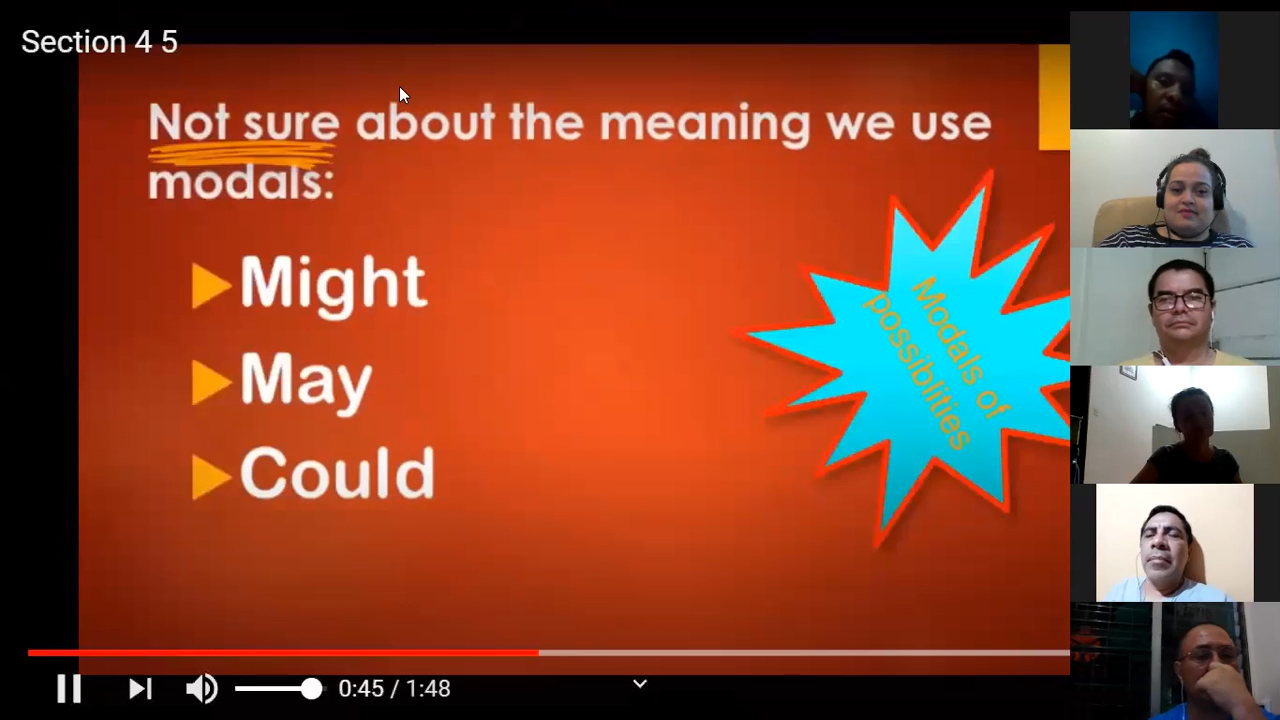 Section 4 5
Not sure about the meaning we use
modals:
Might
May
Could
Modals of
possiblities
0:45 / 1:48